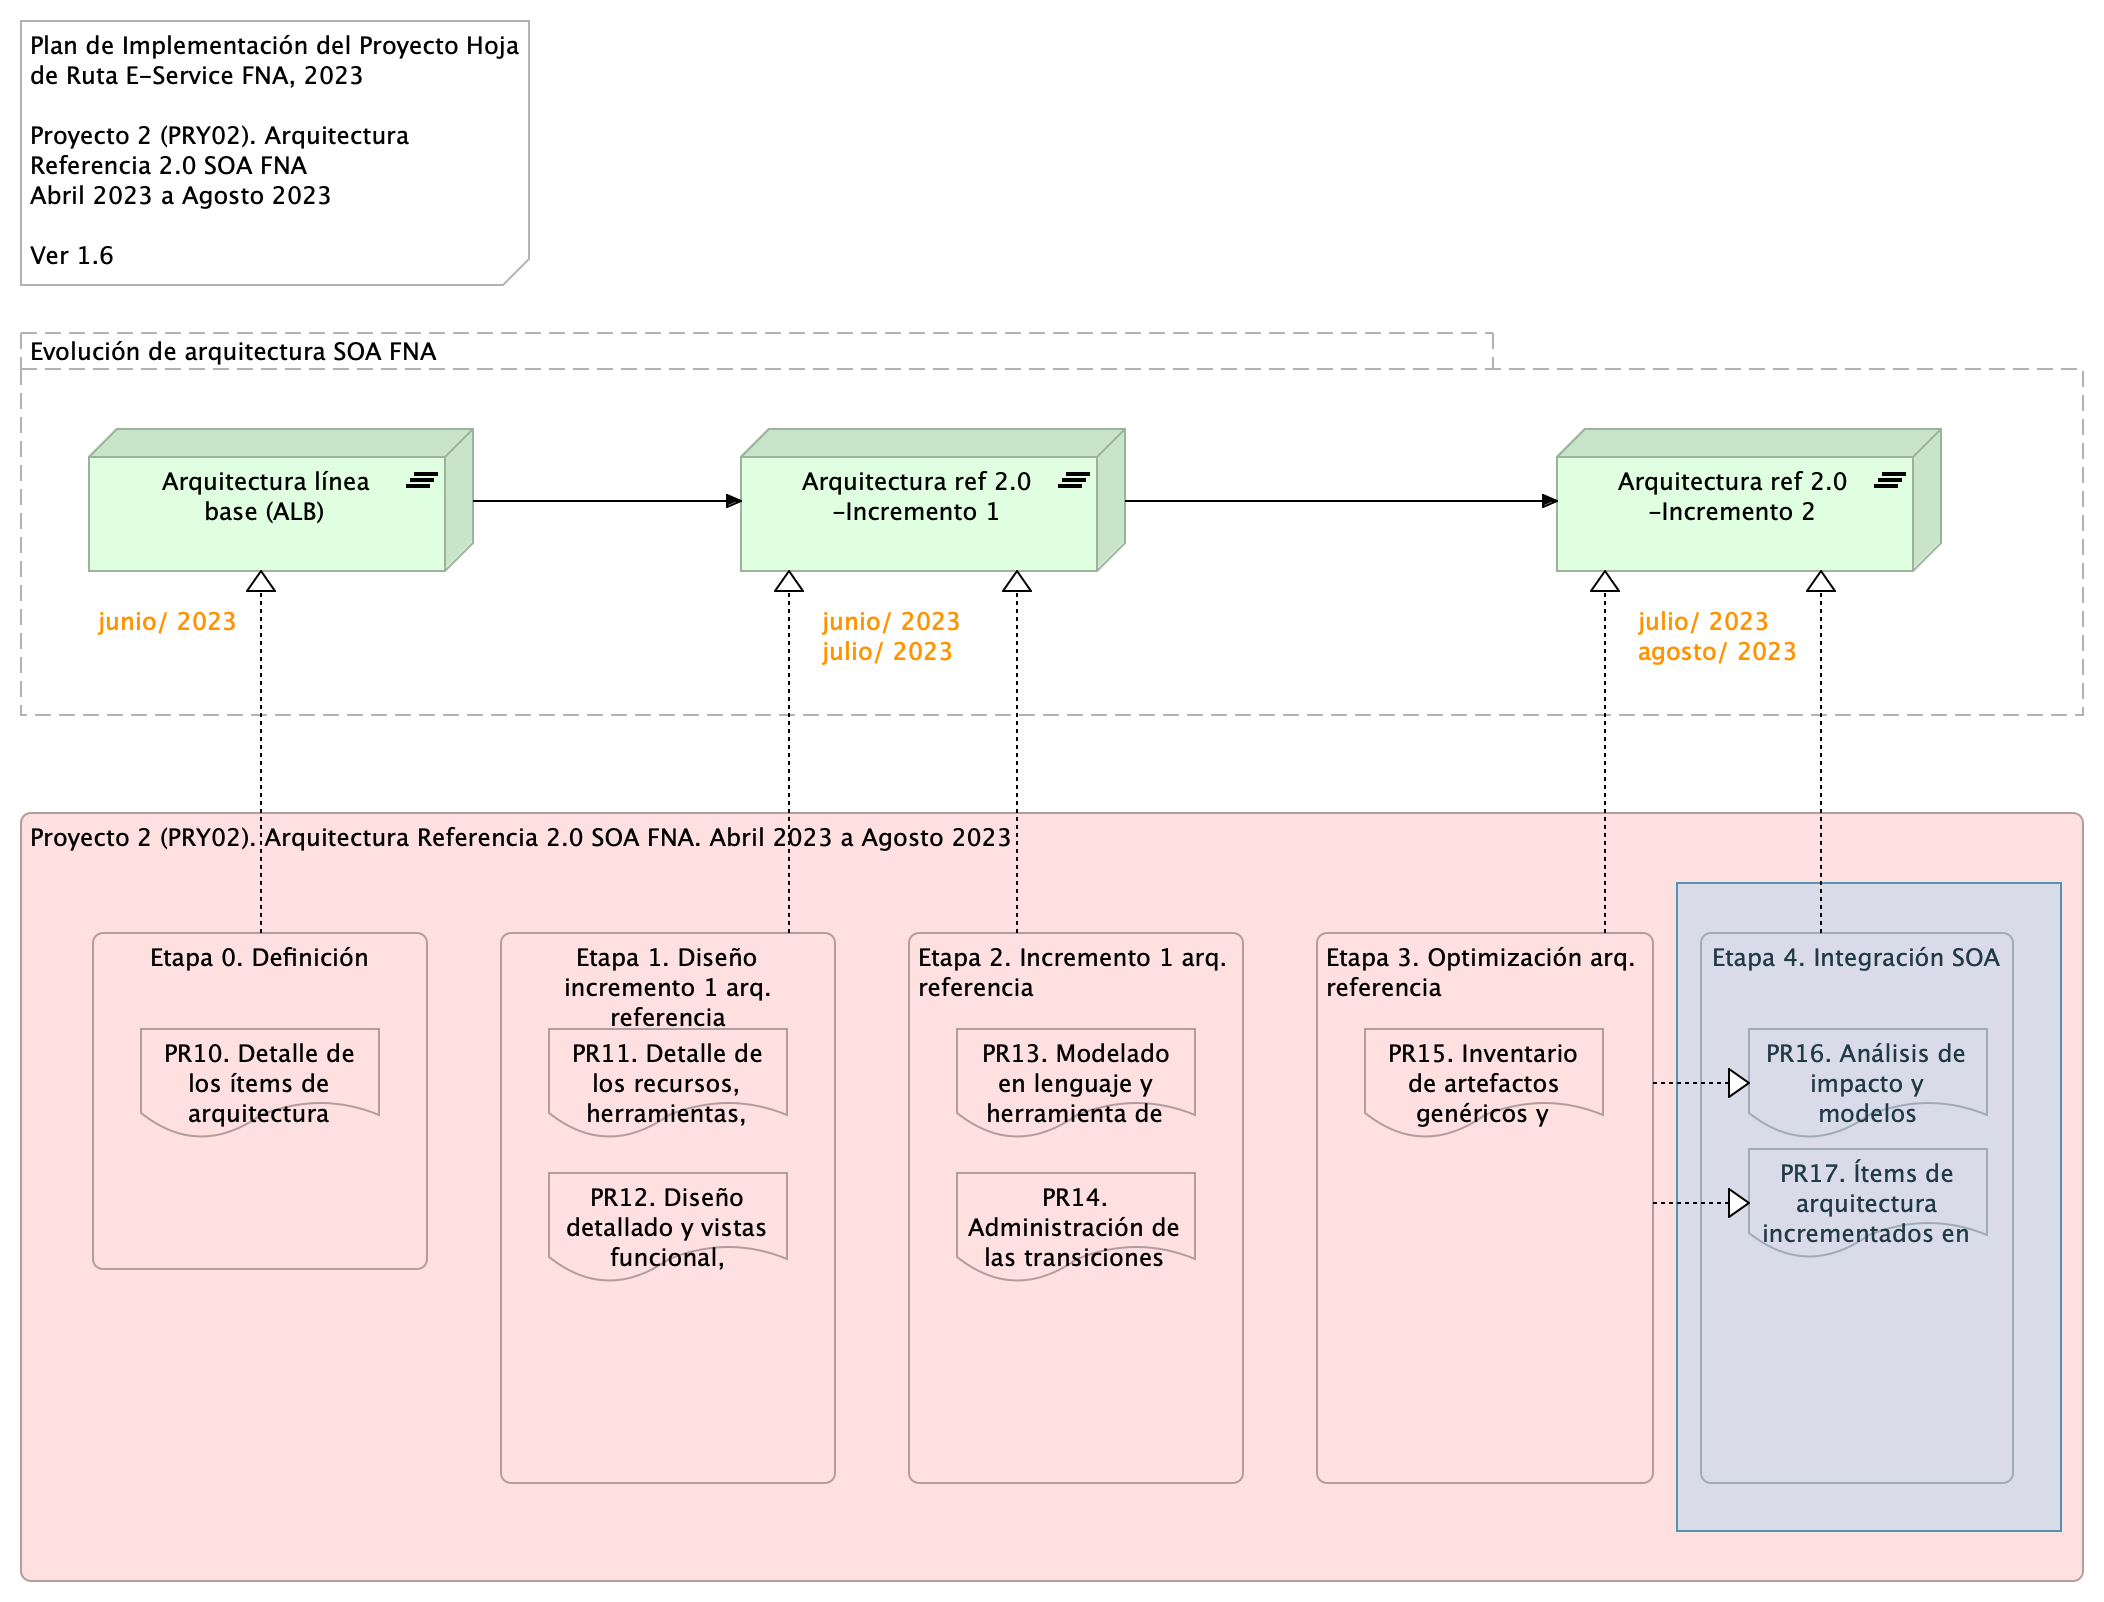 Plan de Implementación del Proyecto Hoja
de Ruta E-Service FNA, 2023
Proyecto 2 (PRY02). Arquitectura
Referencia 2.0 SOA FNA
Abril 2023 a Agosto 2023
Ver 1.6
Evolución de arquitectura SOA FNA
Arquitectura línea
base (ALB)
Arquitectura ref 2.0
-Incremento 1
Arquitectura ref 2.0
-Incremento 2
junio/ 2023
junio/ 2023
julio/ 2023
julio/ 2023
agosto/ 2023
Proyecto 2 (PRY02). Arquitectura Referencia 2.0 SOA FNA. Abril 2023 a Agosto 2023
Etapa 0. Definición
PR10. Detalle de
los ítems de
arquitectura
Etapa 1. Diseño
incremento 1 arq.
referencia
PR11. Detalle de
los recursos,
herramientas,
PR12. Diseño
detallado y vistas
funcional,
Etapa 2. Incremento 1 arq.
referencia
PR13. Modelado
en lenguaje y
herramienta de
PR14.
Administración de
las transiciones
Etapa 3. Optimización arq.
referencia
PR15. Inventario
de artefactos
genéricos y
Etapa 4. Integración SOA
PR16. Análisis de
impacto y
modelos
PR17. Ítems de
arquitectura
incrementados en